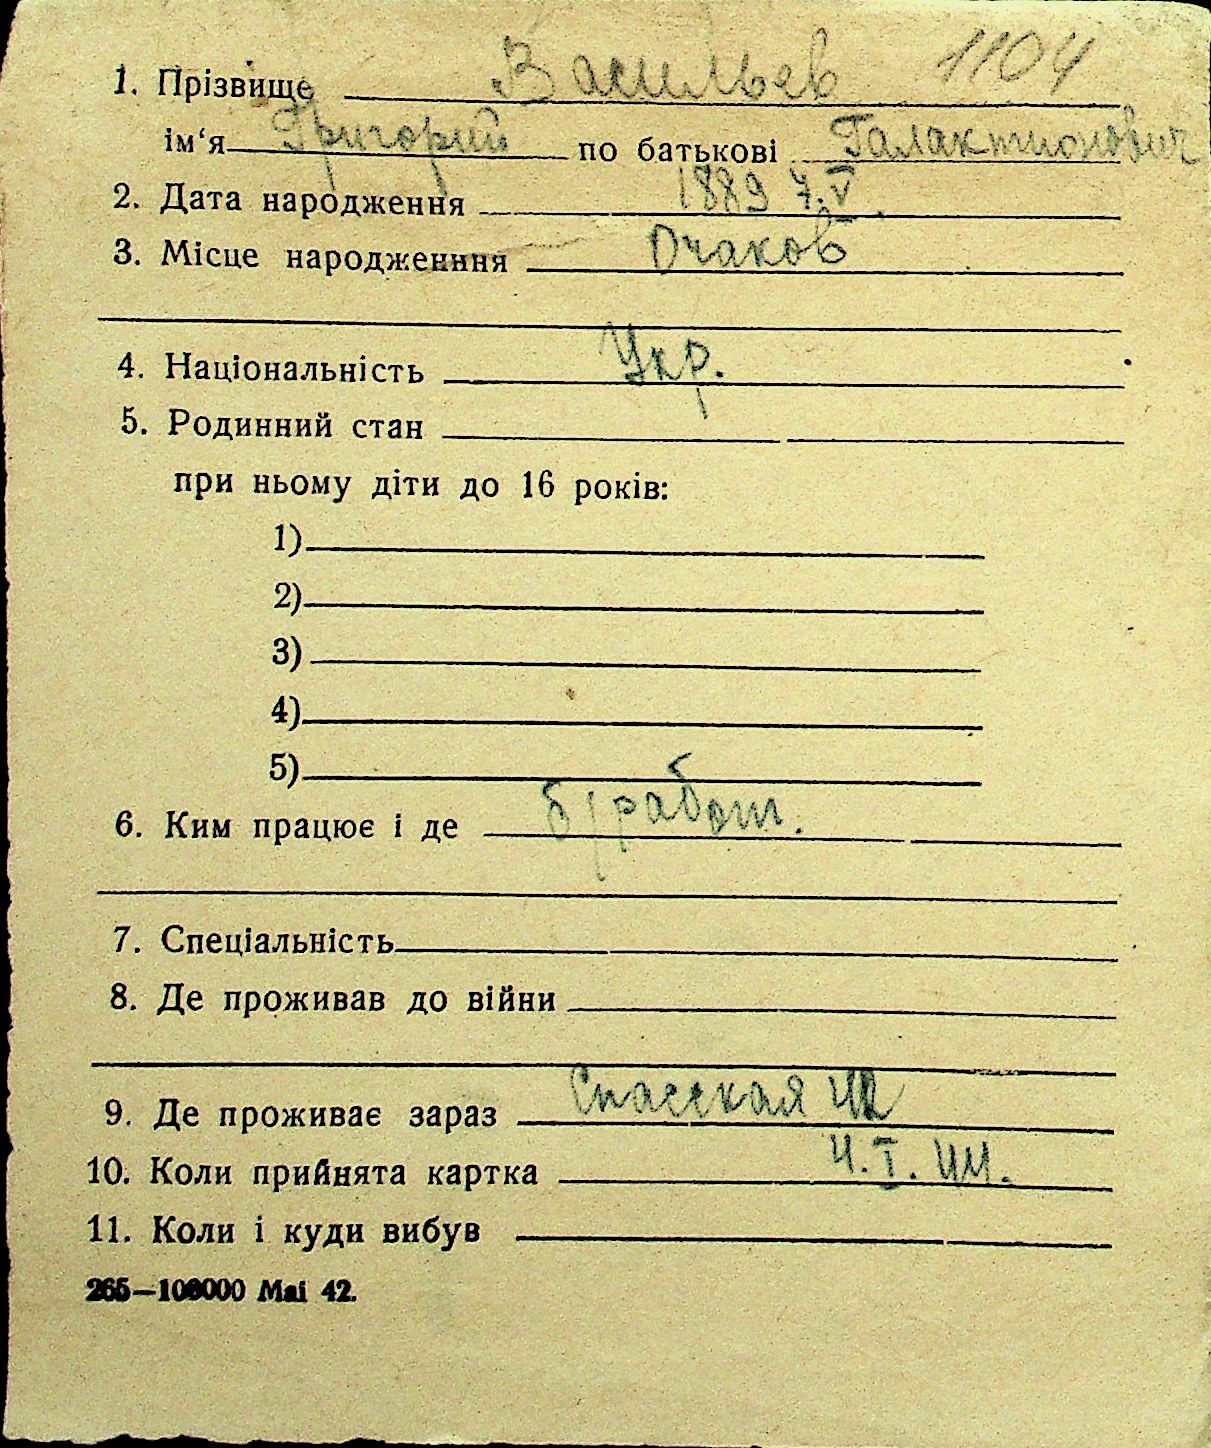 1. Прізвище Васильев 1104
ім‘я Григорий по батькові Галактионович
2. Дата народження 1889 7.V.
3. Місце народженння Очаков
4. Національність Укр.
5. Родинний стан
при ньому діти до 16 років:
1)
2)
3)
4)
5)
6. Ким працює і де б/работ.
7. Спеціальність
8. Де проживав до війни
9. Де проживає зараз Спасская
10. Коли прийнята картка 4.I.44.
11. Коли і куди вибув
265—100000 Mai 42.